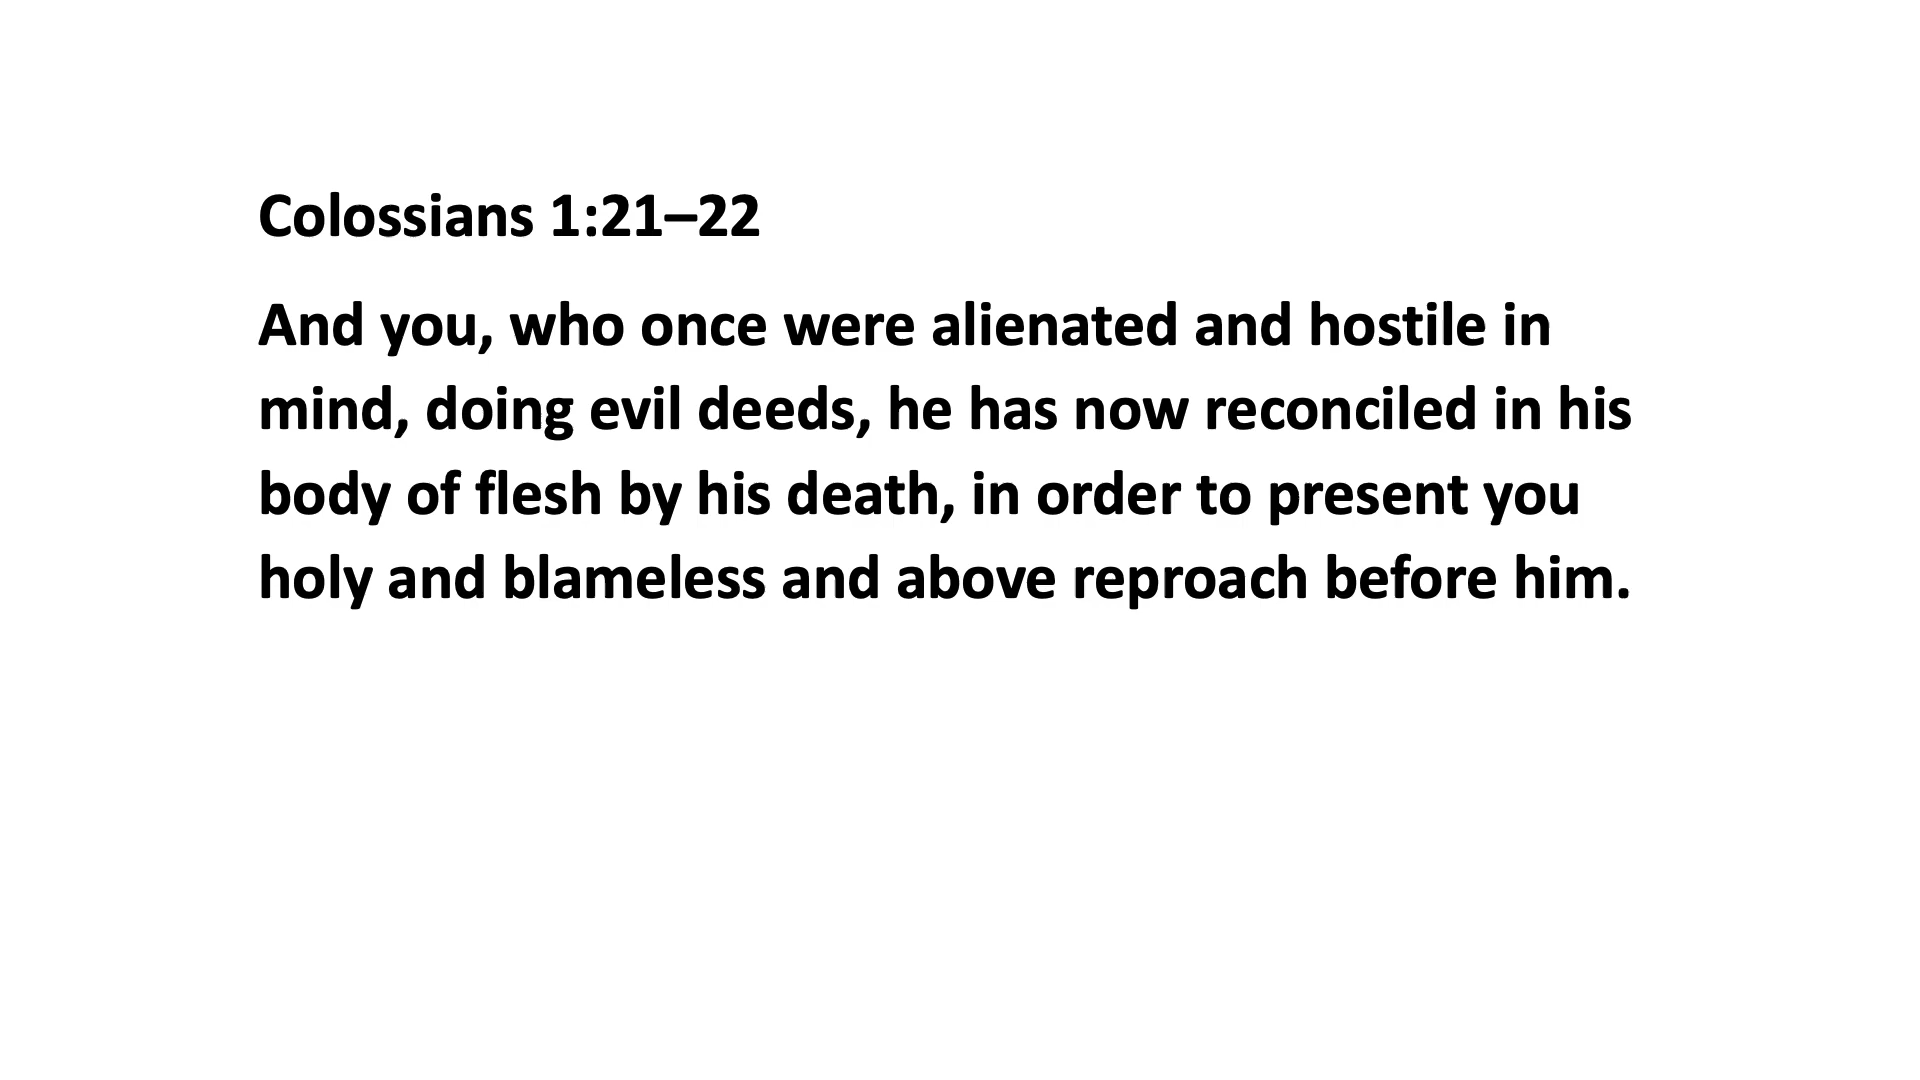 Colossians 1:21–22
And you, who once were alienated and hostile in
mind, doing evil deeds, he has now reconciled in his
body of flesh by his death, in order to present you
holy and blameless and above reproach before him.